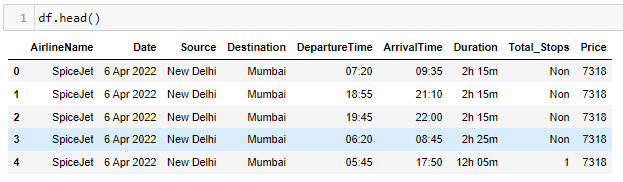 1 df.head()
AirlineName Date Source Destination DepartureTime ArrivalTime Duration Total_Stops Price
0 SpiceJet 6 Apr 2022 New Delhi Mumbai 07:20 09:35 2h 15m Non 7318
1 SpiceJet 6 Apr 2022 New Delhi Mumbai 18:55 21:10 2h 15m Non 7318
2 SpiceJet 6 Apr 2022 New Delhi Mumbai 19:45 22:00 2h 15m Non 7318
3 SpiceJet 6 Apr 2022 New Delhi Mumbai 06:20 08:45 2h 25m Non 7318
4 SpiceJet 6 Apr 2022 New Delhi Mumbai 05:45 17:50 12h 05m 1 7318